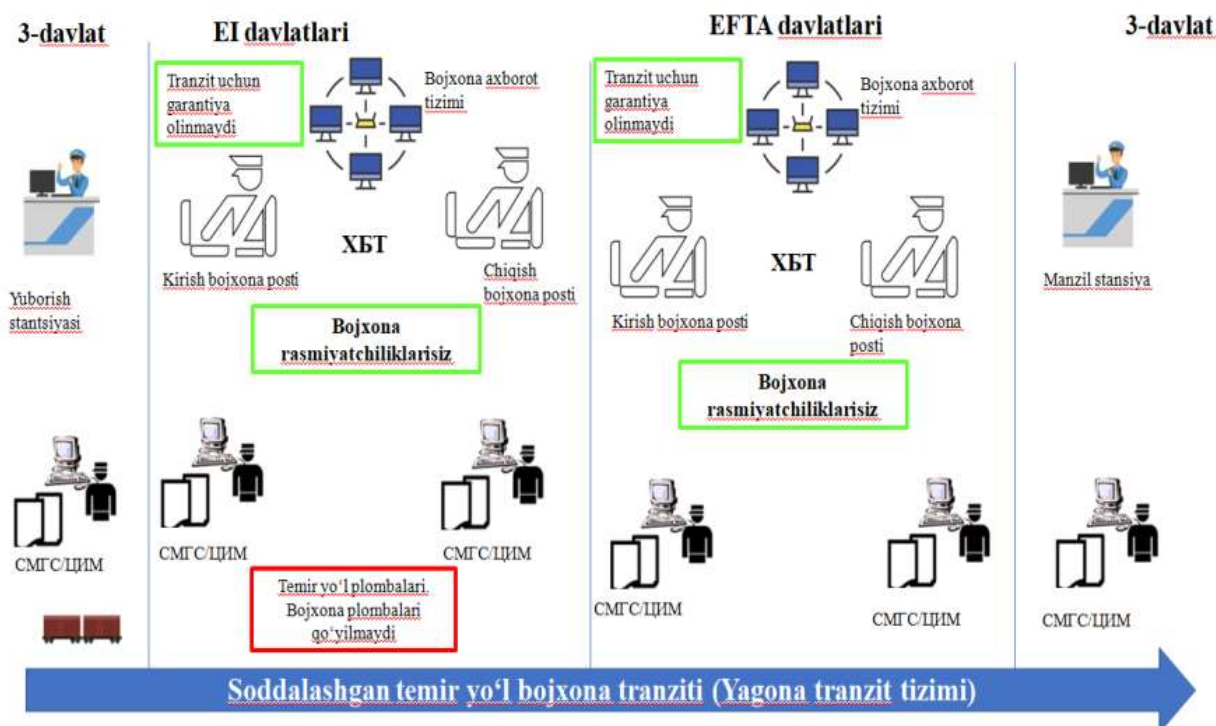 3-davlat
EI davlatlari
EFTA davlatlari
3-davlat
Tranzit uchun
garantiya
olinmaydi
Bojxona axborot
tizimi
Tranzit uchun
garantiya
olinmaydi
Bojxona axborot
tizimi
ХБТ
Kirish bojxona posti
Chiqish
bojxona posti
ХБТ
Kirish bojxona posti
Chiqish bojxona
posti
Yuborish
stantsiyasi
Manzil stansiya
Bojxona
rasmiyatchiliklarisiz
Bojxona
rasmiyatchiliklarisiz
СМГС/ЦИМ
СМГС/ЦИМ
СМГС/ЦИМ
СМГС/ЦИМ
СМГС/ЦИМ
СМГС/ЦИМ
Temir yo‘l plombalari.
Bojxona plombalari
qo‘yilmaydi
Soddalashgan temir yo‘l bojxona tranziti (Yagona tranzit tizimi)